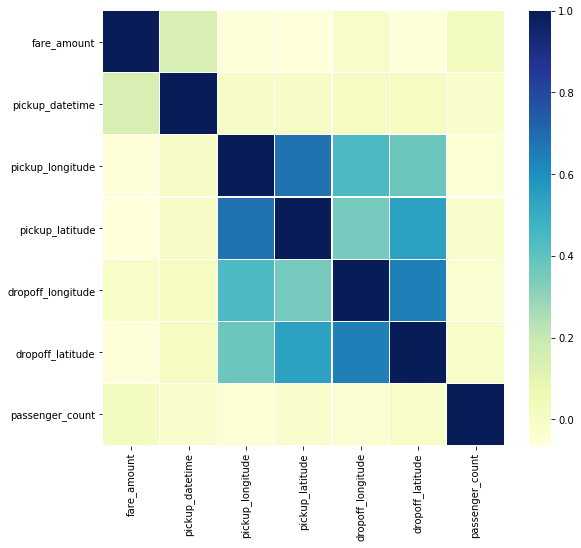 fare_amount
pickup_datetime
pickup_longitude
pickup_latitude
dropoff_longitude
dropoff_latitude
passenger_count
fare_amount
pickup_datetime
pickup_longitude
pickup_latitude
dropoff_longitude
dropoff_latitude
passenger_count
1.0
0.8
0.6
0.4
0.2
0.0